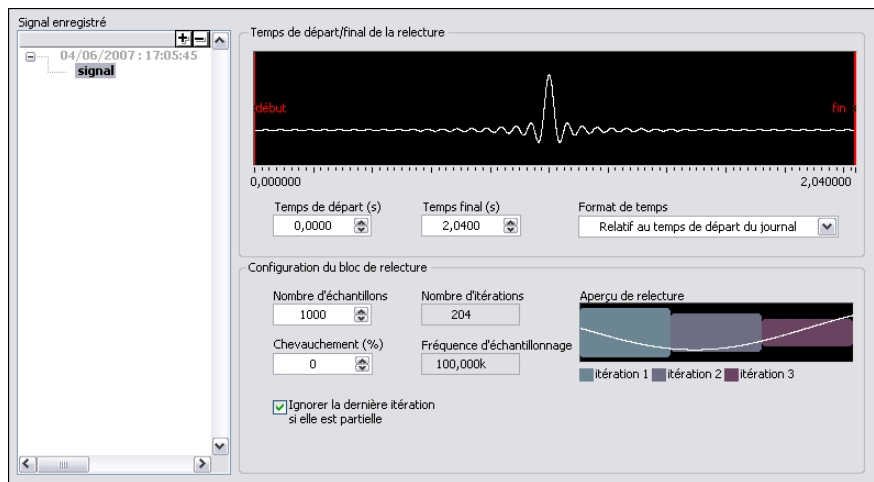 Signal enregistré
04/06/2007 : 17:05:45
signal
Temps de départ/final de la relecture
début
fin
0,000000
2,040000
Temps de départ (s)
Temps final (s)
Format de temps
0,0000
2,0400
Relatif au temps de départ du journal
Configuration du bloc de relecture
Nombre d'échantillons
Nombre d'itérations
Aperçu de relecture
1000
204
Chevauchement (%)
Fréquence d'échantillonnage
0
100,000k
itération 1
itération 2
itération 3
Ignorer la dernière itération
si elle est partielle